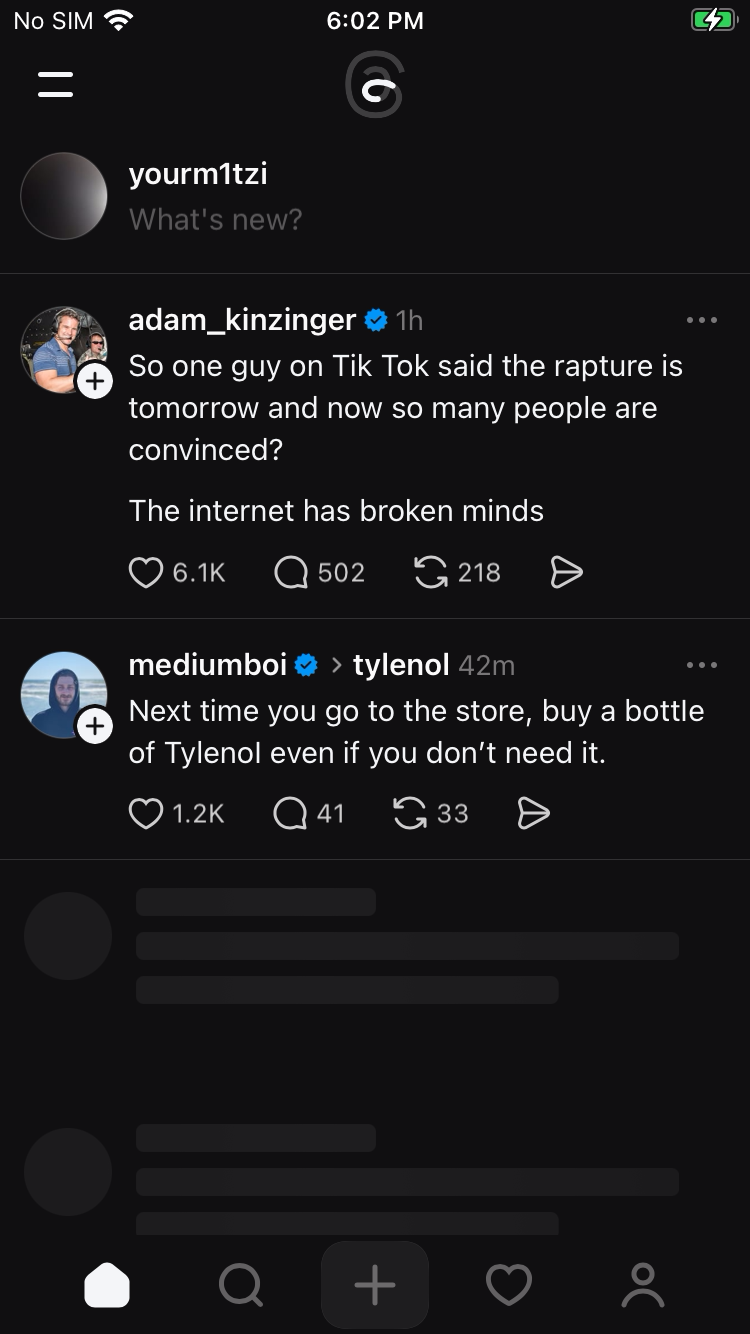 No SIM 6:02 PM
yourm1tzi
What's new?
adam_kinzinger 1h
So one guy on Tik Tok said the rapture is
tomorrow and now so many people are
convinced?
The internet has broken minds
6.1K 502 218
mediumboi > tylenol 42m
Next time you go to the store, buy a bottle
of Tylenol even if you don’t need it.
1.2K 41 33